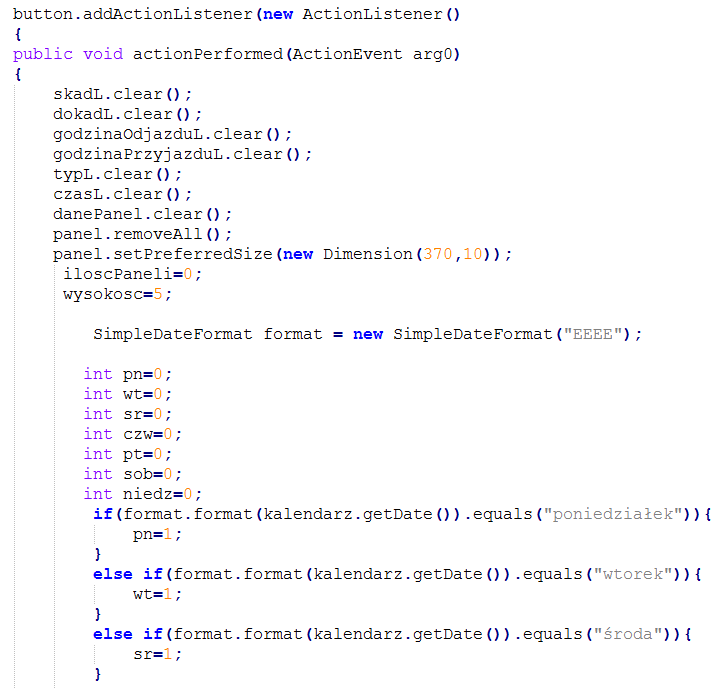 button.addActionListener(new ActionListener()
{
public void actionPerformed(ActionEvent arg0)
{
skadL.clear();
dokadL.clear();
godzinaOdjazduL.clear();
godzinaPrzyjazduL.clear();
typL.clear();
czasL.clear();
danePanel.clear();
panel.removeAll();
panel.setPreferredSize(new Dimension(370,10));
iloscPaneli=0;
wysokosc=5;
SimpleDateFormat format = new SimpleDateFormat("EEEE");
int pn=0;
int wt=0;
int sr=0;
int czw=0;
int pt=0;
int sob=0;
int niedz=0;
if(format.format(kalendarz.getDate()).equals("poniedziałek")){
pn=1;
}
else if(format.format(kalendarz.getDate()).equals("wtorek")){
wt=1;
}
else if(format.format(kalendarz.getDate()).equals("środa")){
sr=1;
}